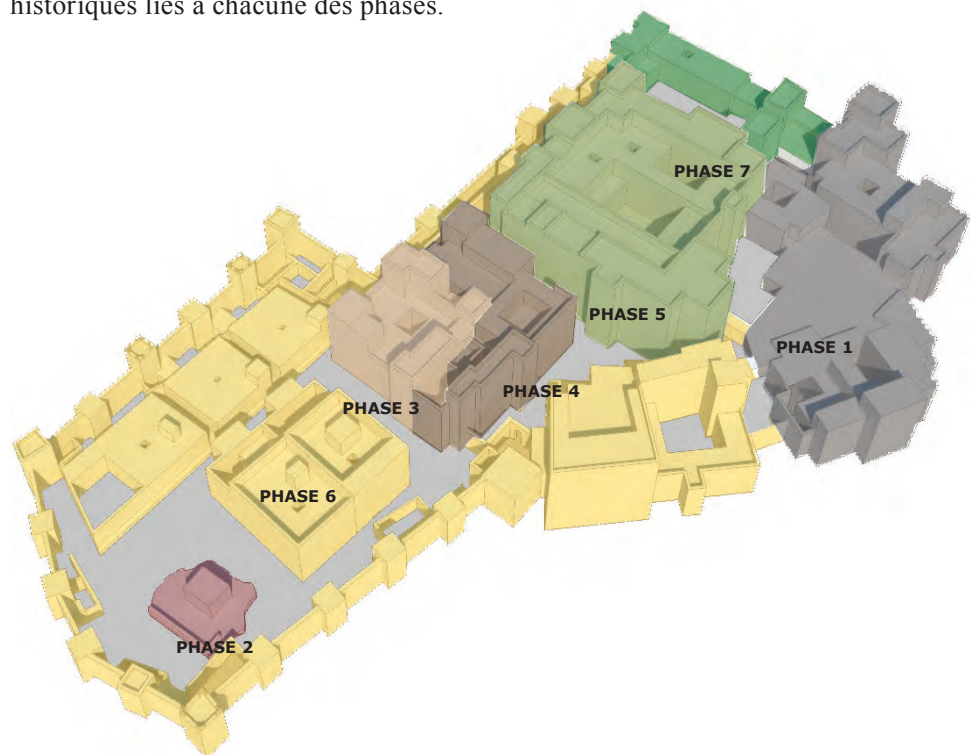 historiques liés à chacune des phases.
PHASE 7
PHASE 5
PHASE 1
PHASE 4
PHASE 3
PHASE 6
PHASE 2